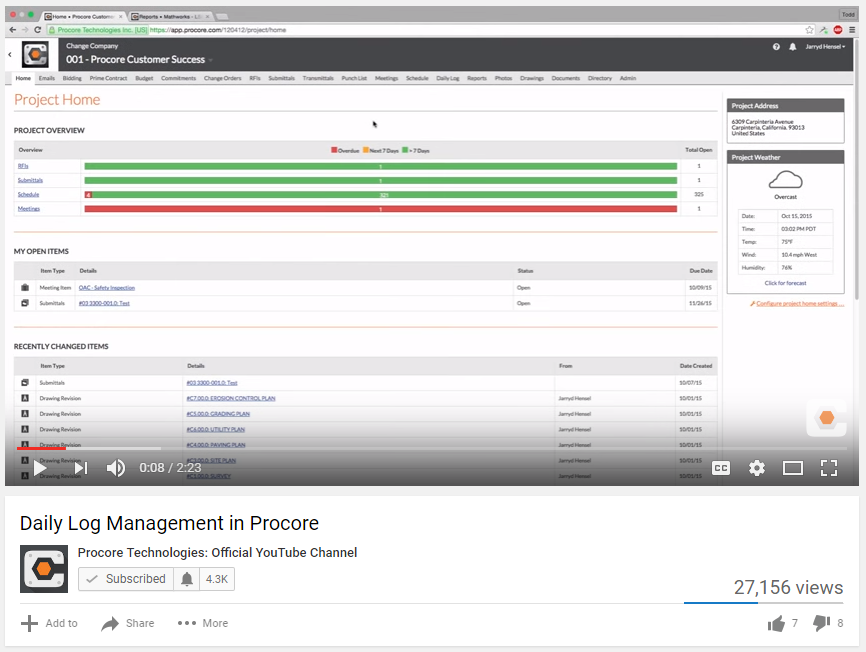 Home • Procore Customer
Reports • Mathworks - LS
Todd
Procore Technologies Inc. [US] https://app.procore.com/120412/project/home
Change Company
001 - Procore Customer Success
Jarryd Hensel
Home Emails Bidding Prime Contract Budget Commitments Change Orders RFIs Submittals Transmittals Punch List Meetings Schedule Daily Log Reports Photos Drawings Documents Directory Admin
Project Home
PROJECT OVERVIEW
Overview Overdue Next 7 Days > 7 Days Total Open
RFIs 1 1
Submittals 1 1
Schedule 4 321 325
Meetings 1 1
MY OPEN ITEMS
Item Type Details Status Due Date
Meeting Item OAC - Safety Inspection Open 10/09/15
Submittals #03 3300-001.0: Test Open 11/26/15
RECENTLY CHANGED ITEMS
Item Type Details From Date Created
Submittals #03 3300-001.0: Test 10/07/15
Drawing Revision #C7.00.0: EROSION CONTROL PLAN Jarryd Hensel 10/01/15
Drawing Revision #C5.00.0: GRADING PLAN Jarryd Hensel 10/01/15
Drawing Revision #C6.00.0: UTILITY PLAN Jarryd Hensel 10/01/15
Drawing Revision #C4.00.0: PAVING PLAN Jarryd Hensel 10/01/15
Drawing Revision #C3.00.0: SITE PLAN Jarryd Hensel 10/01/15
Drawing Revision SURVEY Jarryd Hensel 10/01/15
Project Address
6309 Carpinteria Avenue
Carpinteria, California, 93013
United States
Project Weather
Overcast
Date: Oct 15, 2015
Time: 03:02 PM PDT
Temp: 75°F
Wind: 10.4 mph West
Humidity: 76%
Click for forecast
Configure project home settings ...
0:08 / 2:23
CC
Daily Log Management in Procore
Procore Technologies: Official YouTube Channel
Subscribed 4.3K
27,156 views
Add to Share More 7 8